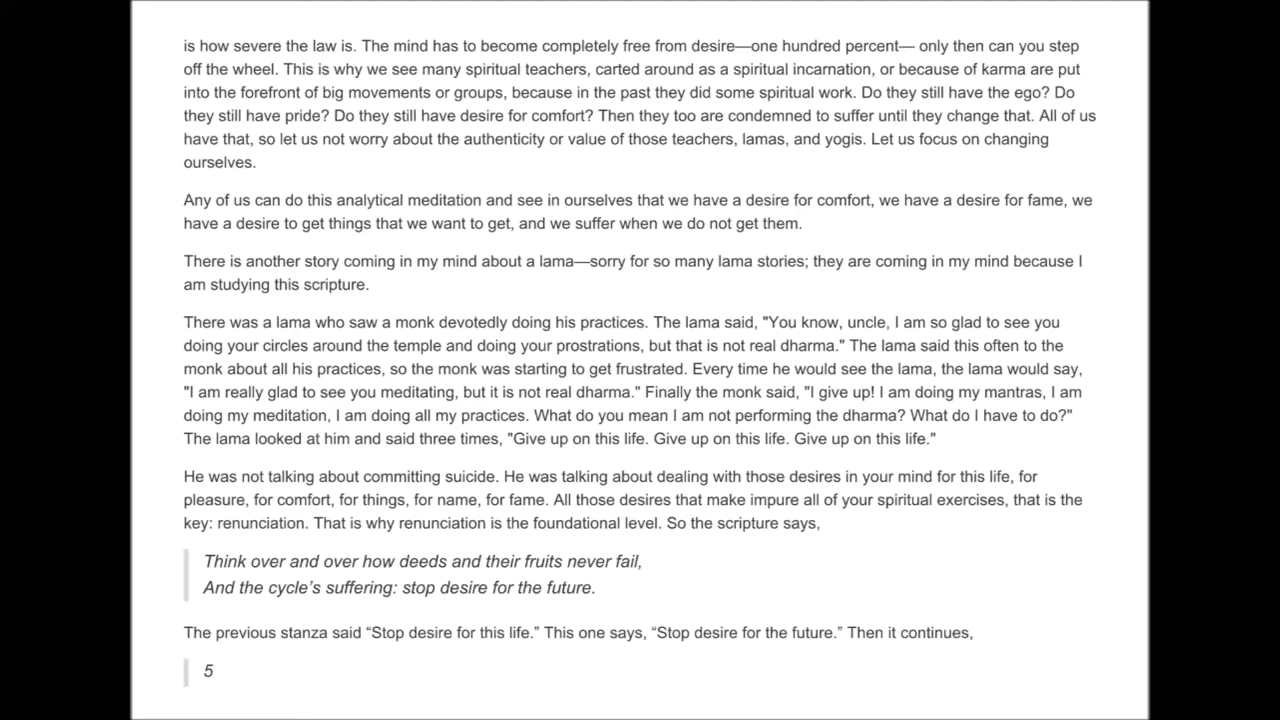 is how severe the law is. The mind has to become completely free from desire—one hundred percent— only then can you step
off the wheel. This is why we see many spiritual teachers, carted around as a spiritual incarnation, or because of karma are put
into the forefront of big movements or groups, because in the past they did some spiritual work. Do they still have the ego? Do
they still have pride? Do they still have desire for comfort? Then they too are condemned to suffer until they change that. All of us
have that, so let us not worry about the authenticity or value of those teachers, lamas, and yogis. Let us focus on changing
ourselves.
Any of us can do this analytical meditation and see in ourselves that we have a desire for comfort, we have a desire for fame, we
have a desire to get things that we want to get, and we suffer when we do not get them.
There is another story coming in my mind about a lama—sorry for so many lama stories; they are coming in my mind because I
am studying this scripture.
There was a lama who saw a monk devotedly doing his practices. The lama said, "You know, uncle, I am so glad to see you
doing your circles around the temple and doing your prostrations, but that is not real dharma." The lama said this often to the
monk about all his practices, so the monk was starting to get frustrated. Every time he would see the lama, the lama would say,
"I am really glad to see you meditating, but it is not real dharma." Finally the monk said, "I give up! I am doing my mantras, I am
doing my meditation, I am doing all my practices. What do you mean I am not performing the dharma? What do I have to do?"
The lama looked at him and said three times, "Give up on this life. Give up on this life. Give up on this life."
He was not talking about committing suicide. He was talking about dealing with those desires in your mind for this life, for
pleasure, for comfort, for things, for name, for fame. All those desires that make impure all of your spiritual exercises, that is the
key: renunciation. That is why renunciation is the foundational level. So the scripture says,
Think over and over how deeds and their fruits never fail,
And the cycle’s suffering: stop desire for the future.
The previous stanza said “Stop desire for this life.” This one says, “Stop desire for the future.” Then it continues,
5